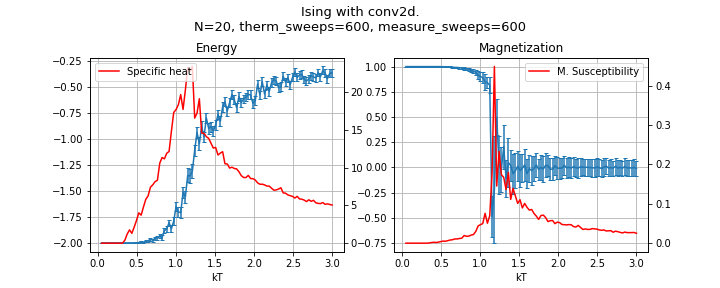 Ising with conv2d.
N=20, therm_sweeps=600, measure_sweeps=600
Energy
Magnetization
Specific heat
M. Susceptibility
−0.25
−0.50
−0.75
−1.00
−1.25
−1.50
−1.75
−2.00
20
15
10
5
0
0.0 0.5 1.0 1.5 2.0 2.5 3.0
kT
1.00
0.75
0.50
0.25
0.00
−0.25
−0.50
−0.75
0.4
0.3
0.2
0.1
0.0
0.0 0.5 1.0 1.5 2.0 2.5 3.0
kT